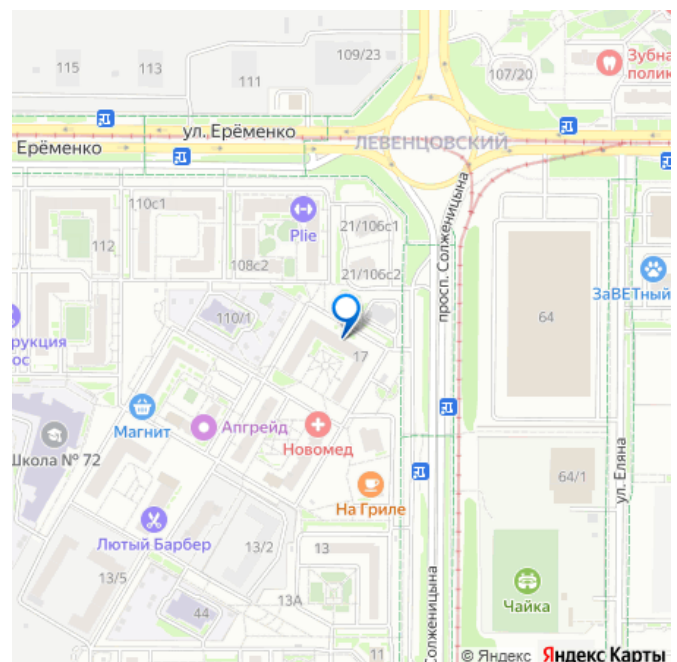 109/23
115
113
111
107/20
Зубна
полик
ул. Ерёменко
Ерёменко
ЛЕВЕНЦОВСКИЙ
110с1
Plie
21/106с1
112
108с2
21/106с2
просп. Солженицына
ЗаВЕТный
110/1
64
рукция
ос
17
Магнит
Апгрейд
Новомед
Школа № 72
64/1
ул. Еляна
На Гриле
Лютый Барбер
13/2
13
13/5
13А
Чайка
44
Солженицына
11
© Яндекс Яндекс Карты